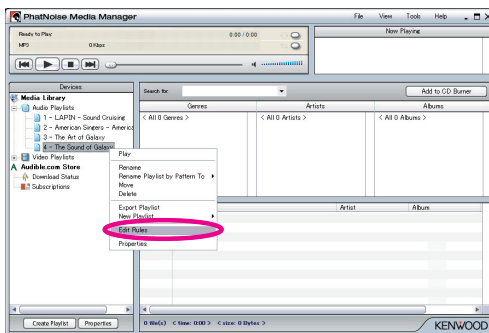 PhatNoise Media Manager
File View Tools Help
Ready to Play 0:00 / 0:00
MP3 0 Kbps
Now Playing
Devices
Media Library
Audio Playlists
1 - LAPIN - Sound Cruising
2 - American Singers - America
3 - The Art of Galaxy
4 - The Sound of Galaxy
Video Playlists
Audible.com Store
Download Status
Subscriptions
Search for:
Add to CD Burner
Genres Artists Albums
< All 0 Genres > < All 0 Artists > < All 0 Albums >
Play
Rename
Rename Playlist by Pattern To
Move
Delete
Export Playlist
New Playlist
Edit Rules
Properties
Artist Album
Create Playlist Properties
0 file(s) < time: 0:00 > < size: 0 Bytes >
KENWOOD